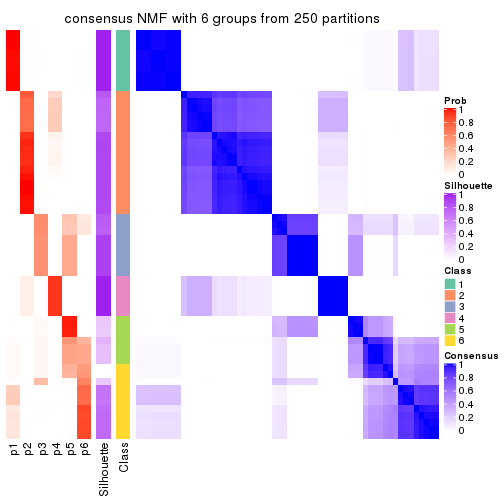 consensus NMF with 6 groups from 250 partitions
Prob
1
0.8
0.6
0.4
0.2
0
Silhouette
1
0.8
0.6
0.4
0.2
0
Class
1
2
3
4
5
6
Consensus
1
0.8
0.6
0.4
0.2
0
p1
p2
p3
p4
p5
p6
Silhouette
Class